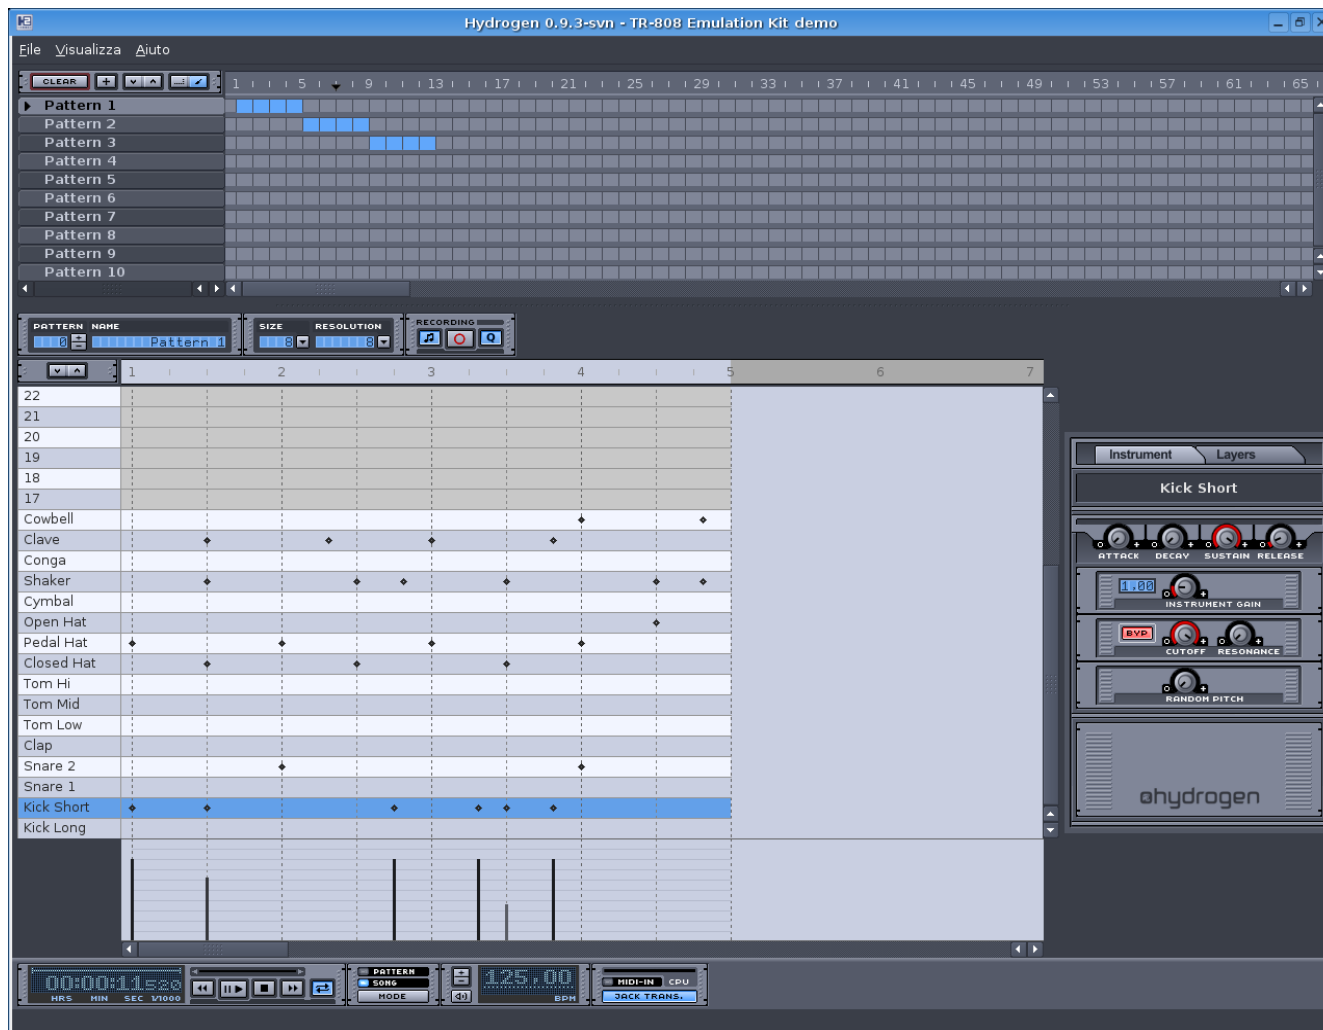 Hydrogen 0.9.3-svn - TR-808 Emulation Kit demo
File Visualizza Aiuto
CLEAR 1 5 9 13 17 21 25 29 33 37 41 45 49 53 57 61 65
Pattern 1
Pattern 2
Pattern 3
Pattern 4
Pattern 5
Pattern 6
Pattern 7
Pattern 8
Pattern 9
Pattern 10
PATTERN NAME SIZE RESOLUTION RECORDING
0 Pattern 1 8 8 Q
1 2 3 4 5 6 7
22
21
20
19
18
17
Cowbell
Clave
Conga
Shaker
Cymbal
Open Hat
Pedal Hat
Closed Hat
Tom Hi
Tom Mid
Tom Low
Clap
Snare 2
Snare 1
Kick Short
Kick Long
Instrument Layers
Kick Short
ATTACK DECAY SUSTAIN RELEASE
1.00
INSTRUMENT GAIN
BYP
CUTOFF RESONANCE
RANDOM PITCH
hydrogen
00:00:11:520
HRS MIN SEC 1/1000
PATTERN
SONG
MODE
125.00
BPM
MIDI-IN CPU
JACK TRANS.